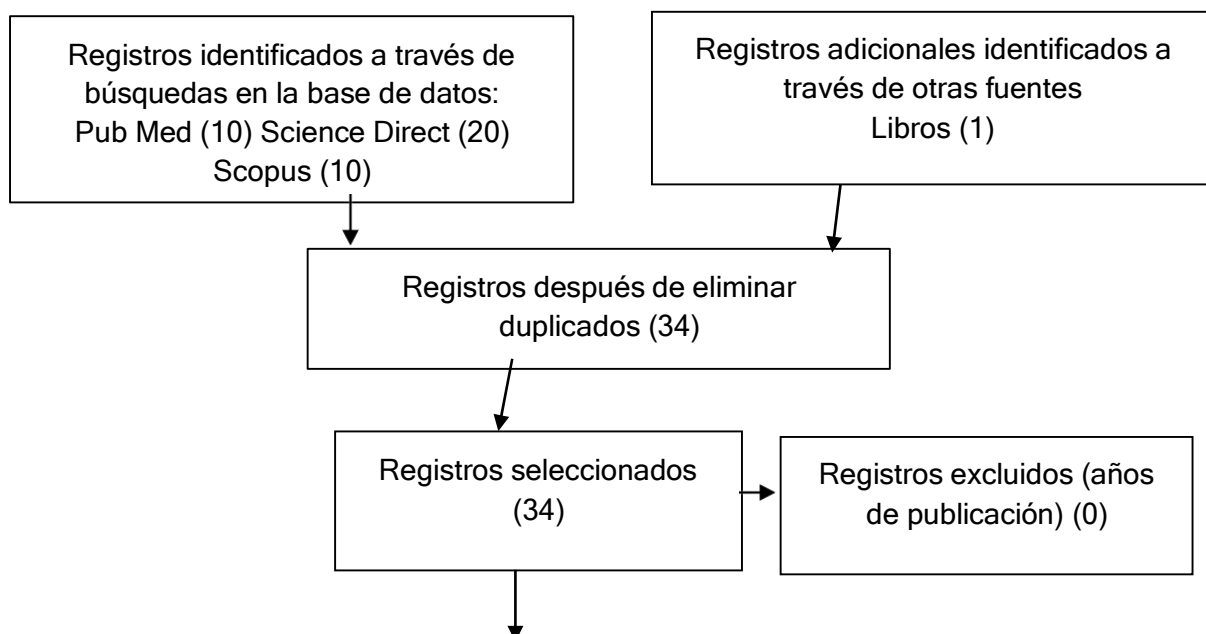 Registros identificados a través de
búsquedas en la base de datos:
Pub Med (10) Science Direct (20)
Scopus (10)
Registros adicionales identificados a
través de otras fuentes
Libros (1)
Registros después de eliminar
duplicados (34)
Registros seleccionados
(34)
Registros excluidos (años
de publicación) (0)